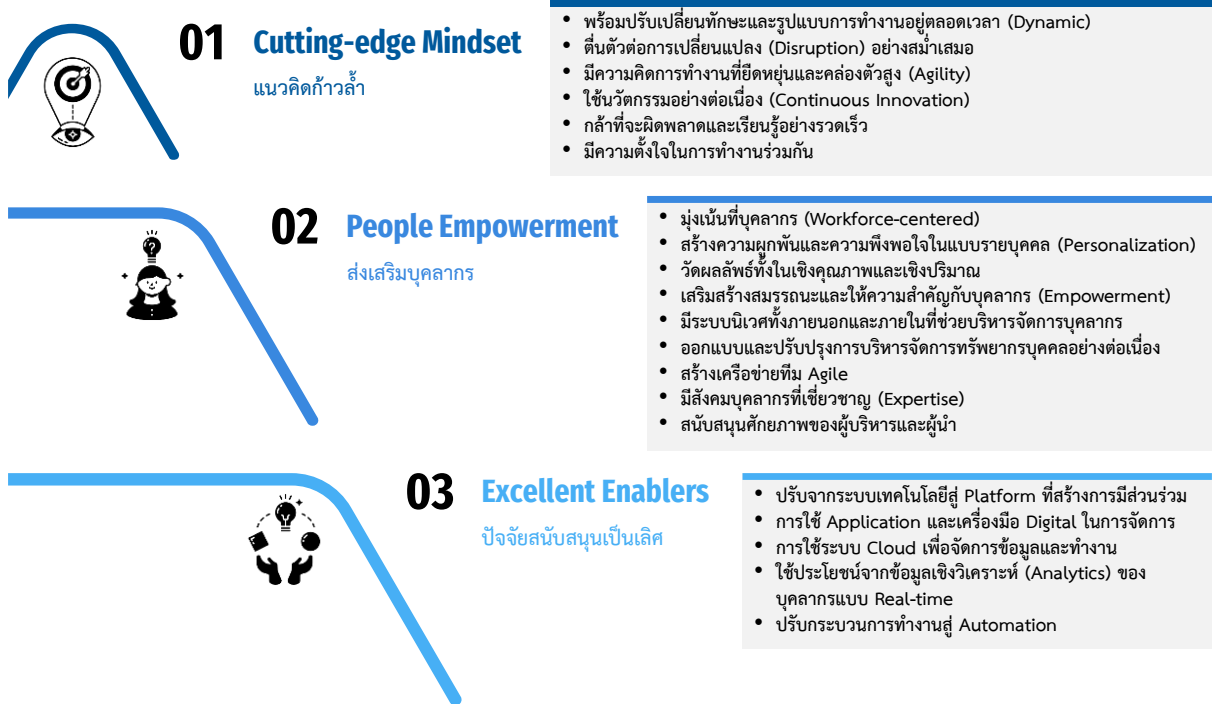 01 Cutting-edge Mindset
แนวคิดก้าวล้ำ
• พร้อมปรับเปลี่ยนทักษะและรูปแบบการทำงานอยู่ตลอดเวลา (Dynamic)
• ตื่นตัวต่อการเปลี่ยนแปลง (Disruption) อย่างสม่ำเสมอ
• มีความคิดการทำงานที่ยืดหยุ่นและคล่องตัวสูง (Agility)
• ใช้นวัตกรรมอย่างต่อเนื่อง (Continuous Innovation)
• กล้าที่จะผิดพลาดและเรียนรู้อย่างรวดเร็ว
• มีความตั้งใจในการทำงานร่วมกัน
02 People Empowerment
ส่งเสริมบุคลากร
• มุ่งเน้นที่บุคลากร (Workforce-centered)
• สร้างความผูกพันและความพึงพอใจในแบบรายบุคคล (Personalization)
• วัดผลลัพธ์ทั้งในเชิงคุณภาพและเชิงปริมาณ
• เสริมสร้างสมรรถนะและให้ความสำคัญกับบุคลากร (Empowerment)
• มีระบบนิเวศทั้งภายนอกและภายในที่ช่วยบริหารจัดการบุคลากร
• ออกแบบและปรับปรุงการบริหารจัดการทรัพยากรบุคคลอย่างต่อเนื่อง
• สร้างเครือข่ายทีม Agile
• มีสังคมบุคลากรที่เชี่ยวชาญ (Expertise)
• สนับสนุนศักยภาพของผู้บริหารและผู้นำ
03 Excellent Enablers
ปัจจัยสนับสนุนเป็นเลิศ
• ปรับจากระบบเทคโนโลยีสู่ Platform ที่สร้างการมีส่วนร่วม
• การใช้ Application และเครื่องมือ Digital ในการจัดการ
• การใช้ระบบ Cloud เพื่อจัดการข้อมูลและทำงาน
• ใช้ประโยชน์จากข้อมูลเชิงวิเคราะห์ (Analytics) ของ
บุคลากรแบบ Real-time
• ปรับกระบวนการทำงานสู่ Automation